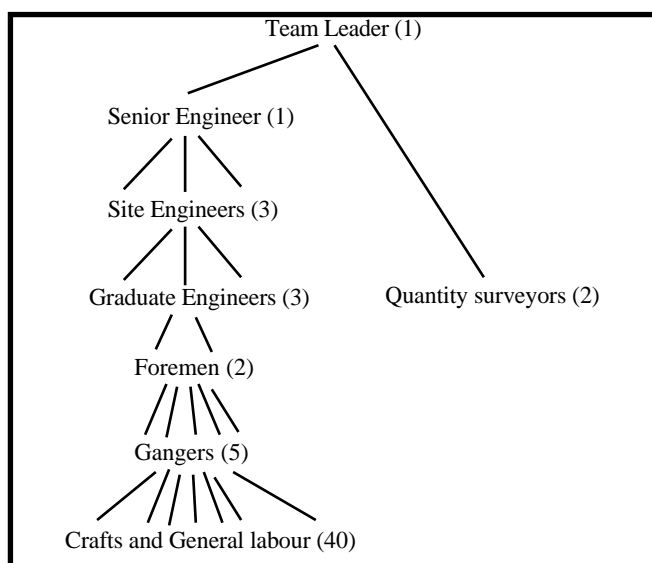 Team Leader (1)
Senior Engineer (1)
Site Engineers (3)
Graduate Engineers (3)
Quantity surveyors (2)
Foremen (2)
Gangers (5)
Crafts and General labour (40)